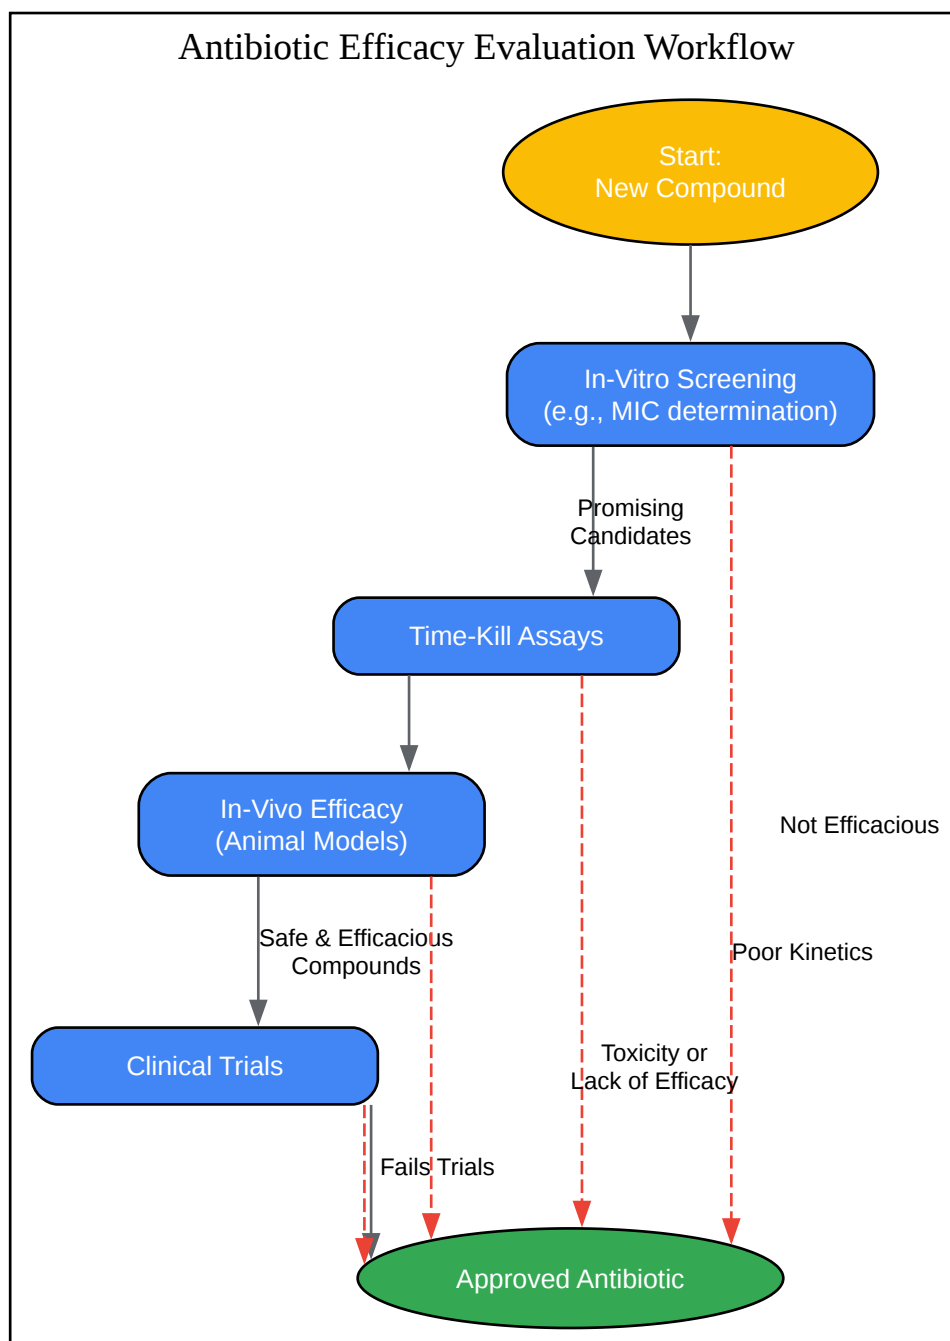 Antibiotic Efficacy Evaluation Workflow
Start:
New Compound
In-Vitro Screening
(e.g., MIC determination)
Promising
Candidates
Time-Kill Assays
In-Vivo Efficacy
(Animal Models)
Not Efficacious
Safe & Efficacious
Compounds
Poor Kinetics
Clinical Trials
Toxicity or
Lack of Efficacy
Fails Trials
Approved Antibiotic